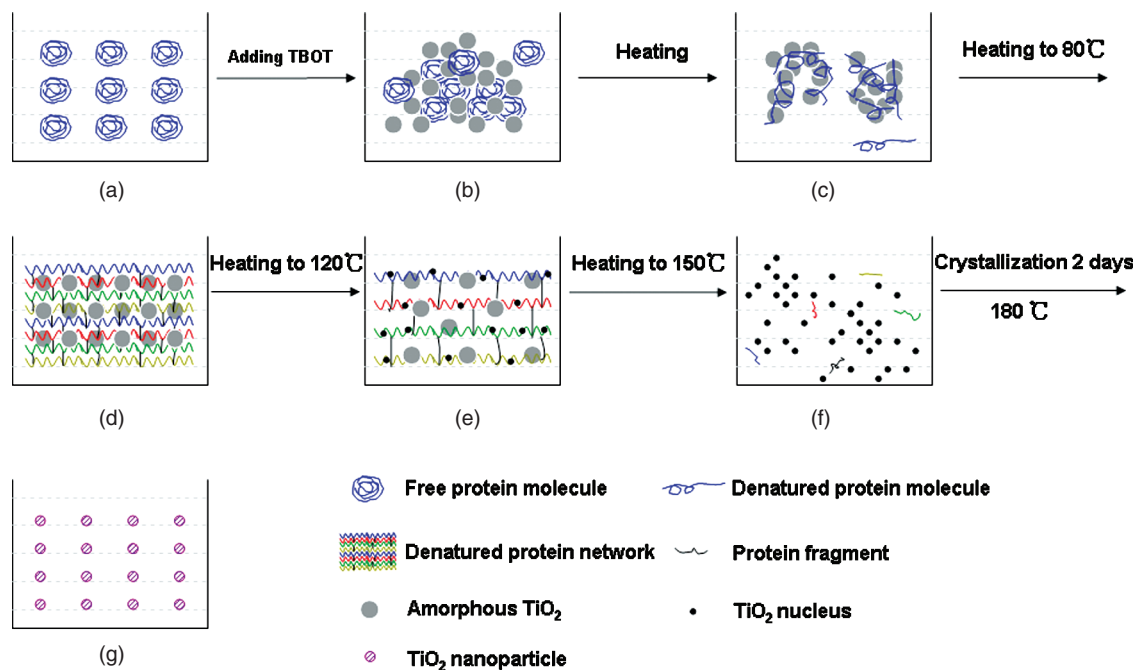 Adding TBOT
Heating
Heating to 80℃
(a)
(b)
(c)
Heating to 120℃
Heating to 150℃
Crystallization 2 days
180 ℃
(d)
(e)
(f)
Free protein molecule
Denatured protein molecule
Denatured protein network
Protein fragment
Amorphous TiO₂
TiO₂ nucleus
(g)
TiO₂ nanoparticle